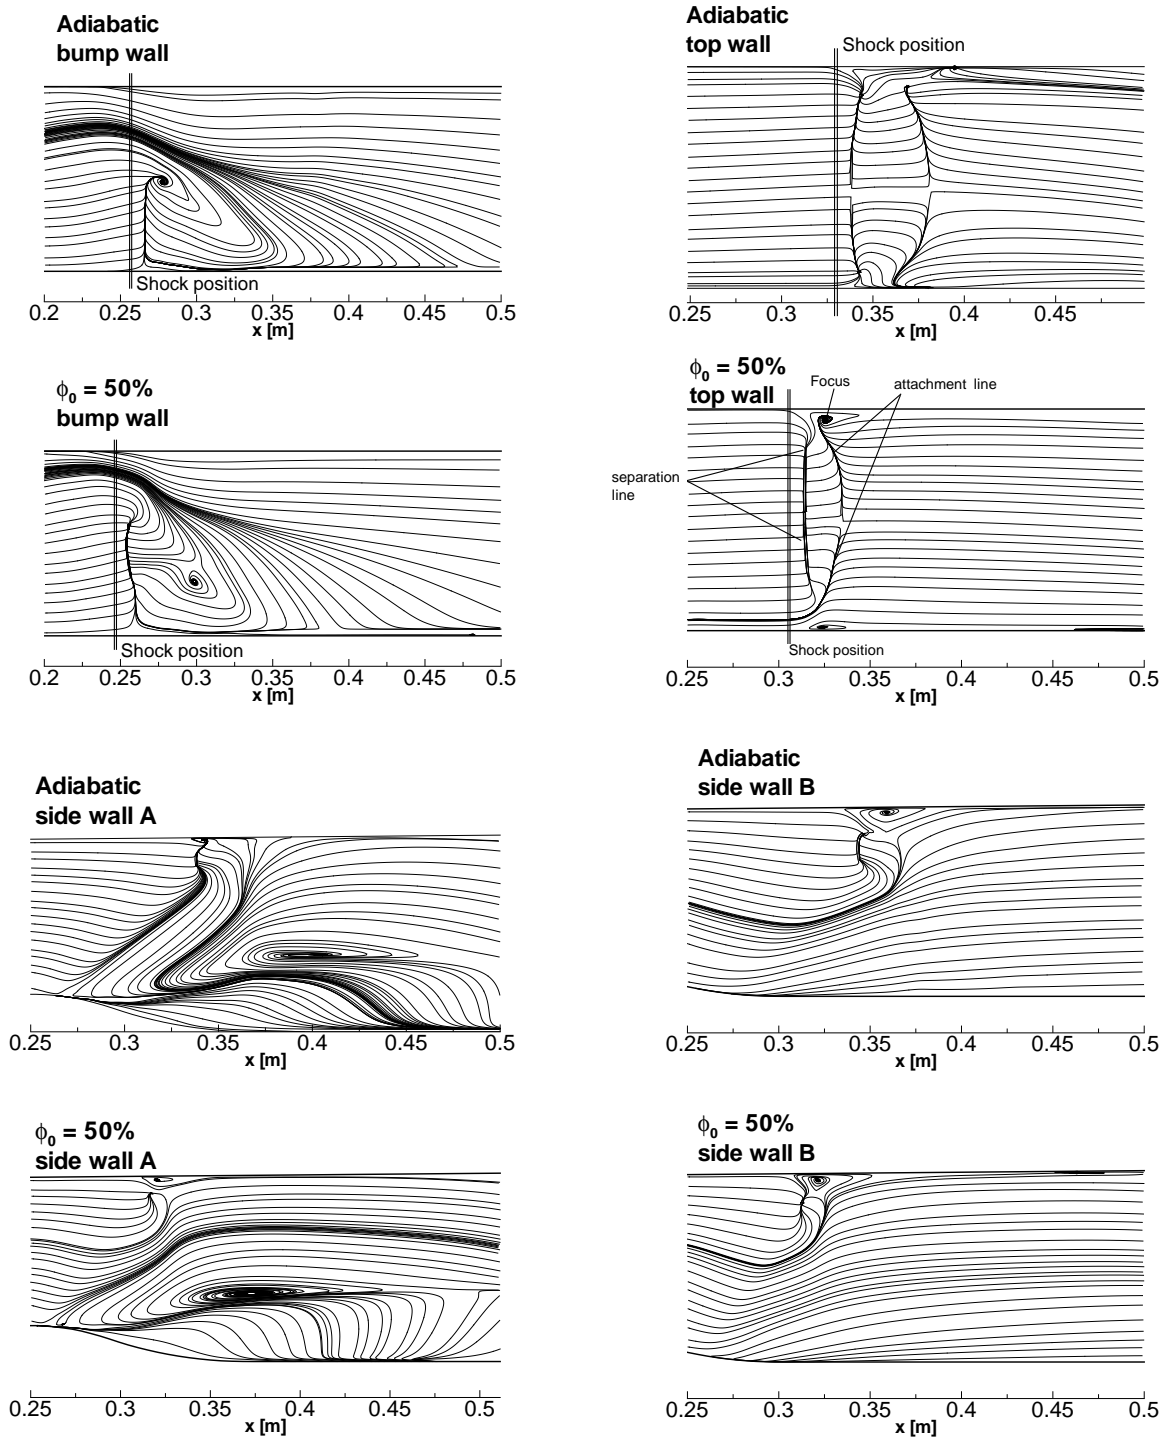 Adiabatic
bump wall
Shock position
0.2 0.25 0.3 0.35 0.4 0.45 0.5
x [m]
Adiabatic
top wall
Shock position
0.25 0.3 0.35 0.4 0.45
x [m]
ϕ₀ = 50%
bump wall
Shock position
0.2 0.25 0.3 0.35 0.4 0.45 0.5
x [m]
ϕ₀ = 50%
top wall
Focus
attachment line
separation
line
Shock position
0.25 0.3 0.35 0.4 0.45 0.5
x [m]
Adiabatic
side wall A
0.25 0.3 0.35 0.4 0.45 0.5
x [m]
Adiabatic
side wall B
0.25 0.3 0.35 0.4 0.45 0.5
x [m]
ϕ₀ = 50%
side wall A
0.25 0.3 0.35 0.4 0.45 0.5
x [m]
ϕ₀ = 50%
side wall B
0.25 0.3 0.35 0.4 0.45 0.5
x [m]